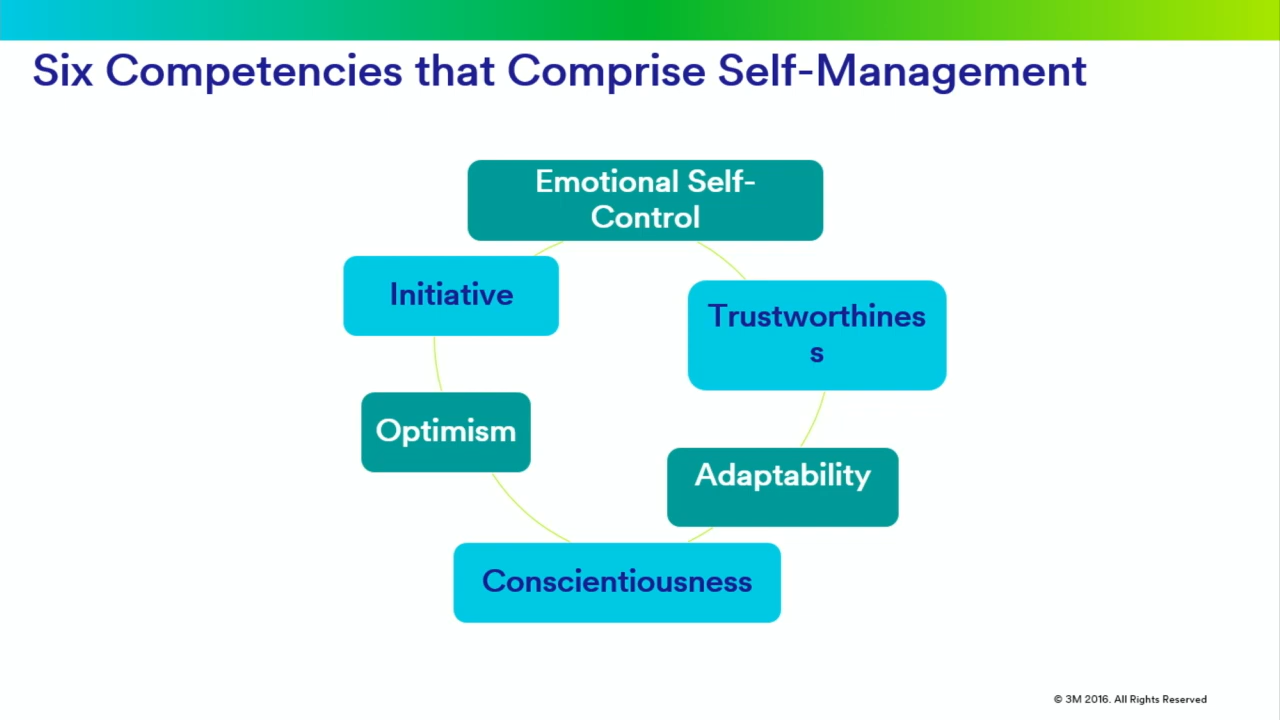 Six Competencies that Comprise Self-Management
Emotional Self-
Control
Initiative
Trustworthines
s
Optimism
Adaptability
Conscientiousness
© 3M 2016. All Rights Reserved